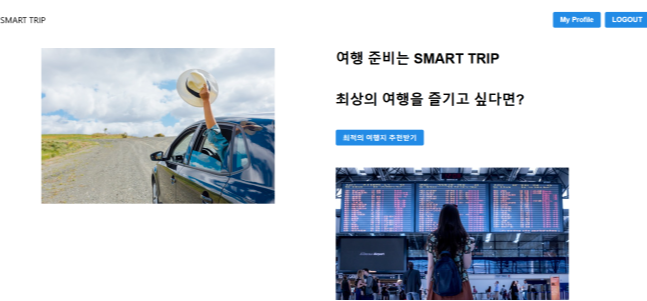 SMART TRIP
My Profile
LOGOUT
여행 준비는 SMART TRIP
최상의 여행을 즐기고 싶다면?
최적의 여행지 추천받기